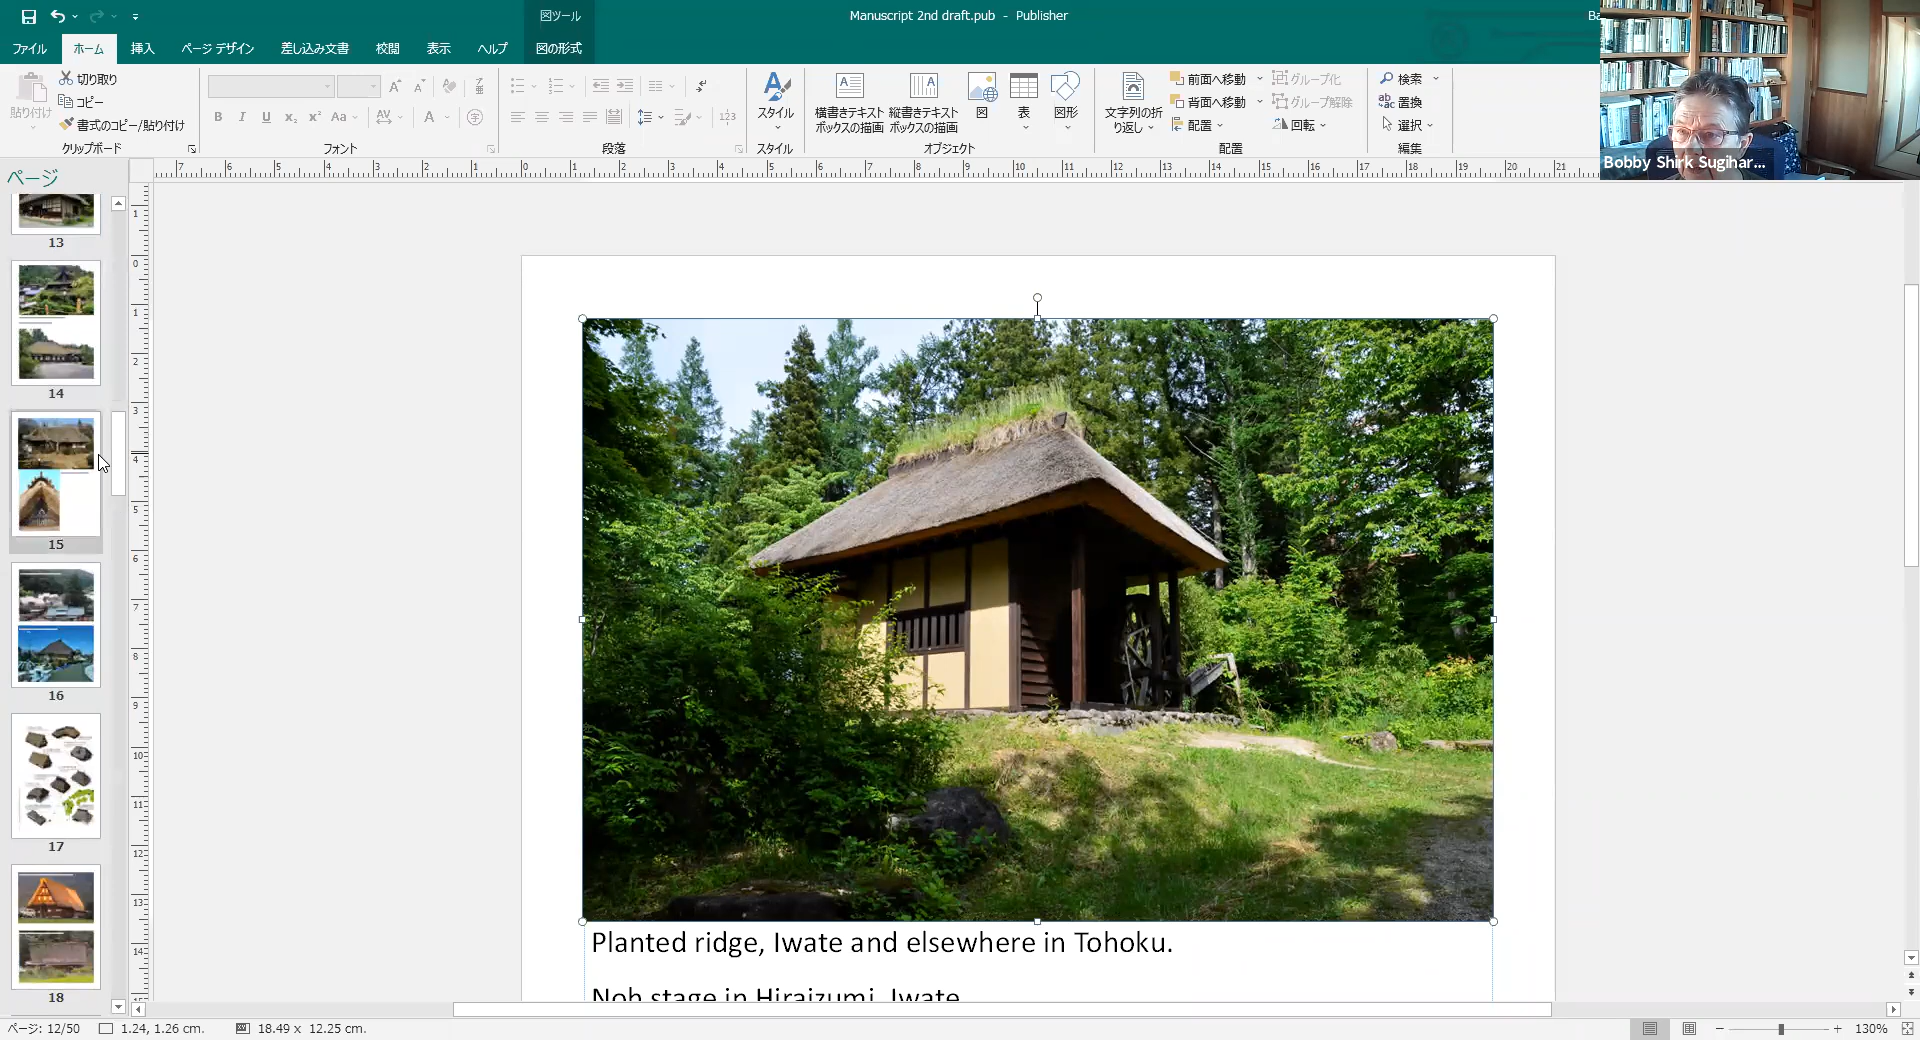 図ツール
Manuscript 2nd draft.pub - Publisher
Ba
ファイル
ホーム
挿入
ページ デザイン
差し込み文書
校閲
表示
ヘルプ
図の形式
貼り付け
切り取り
コピー
書式のコピー/貼り付け
クリップボード
フォント
段落
スタイル
スタイル
横書きテキスト
ボックスの描画
縦書きテキスト
ボックスの描画
図
表
図形
オブジェクト
文字列の折
り返し
前面へ移動
背面へ移動
配置
グループ化
グループ解除
回転
配置
検索
置換
選択
編集
Bobby Shirk Sugihar...
ページ
13
14
15
16
17
18
Planted ridge, Iwate and elsewhere in Tohoku.
Noh stage in Hiraizumi, Iwate
ページ: 12/50
1.24, 1.26 cm.
18.49 x 12.25 cm.
130%